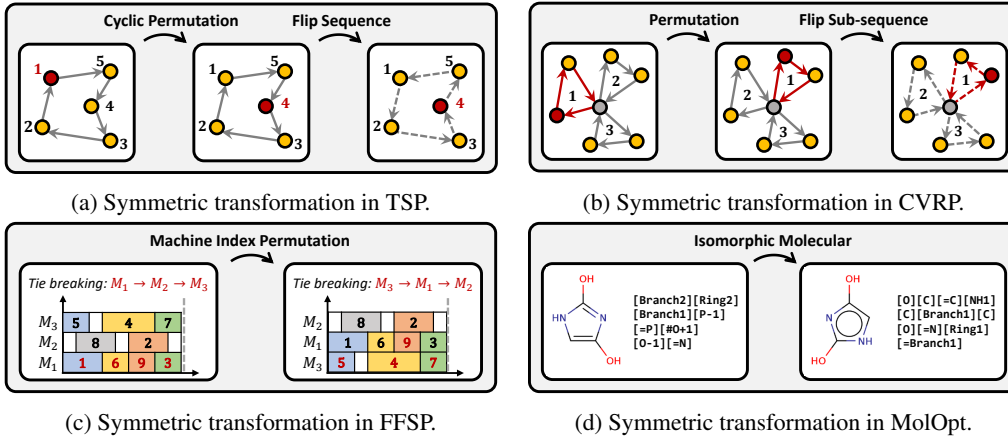 Cyclic Permutation
Flip Sequence
1
5
4
2
3
1
5
4
2
3
1
5
4
2
3
(a) Symmetric transformation in TSP.
Permutation
Flip Sub-sequence
1
2
3
1
2
3
1
2
3
(b) Symmetric transformation in CVRP.
Machine Index Permutation
Tie breaking: M₁ → M₂ → M₃
M₃ 5 4 7
M₂ 8 2
M₁ 1 6 9 3
Tie breaking: M₃ → M₁ → M₂
M₂ 8 2
M₁ 1 6 9 3
M₃ 5 4 7
(c) Symmetric transformation in FFSP.
Isomorphic Molecular
OH
HN
N
OH
[Branch2][Ring2]
[Branch1][P-1]
[=P][#O+1]
[O-1][=N]
OH
N
NH
HO
[O][C][=C][NH1]
[C][Branch1][C]
[O][=N][Ring1]
[=Branch1]
(d) Symmetric transformation in MolOpt.